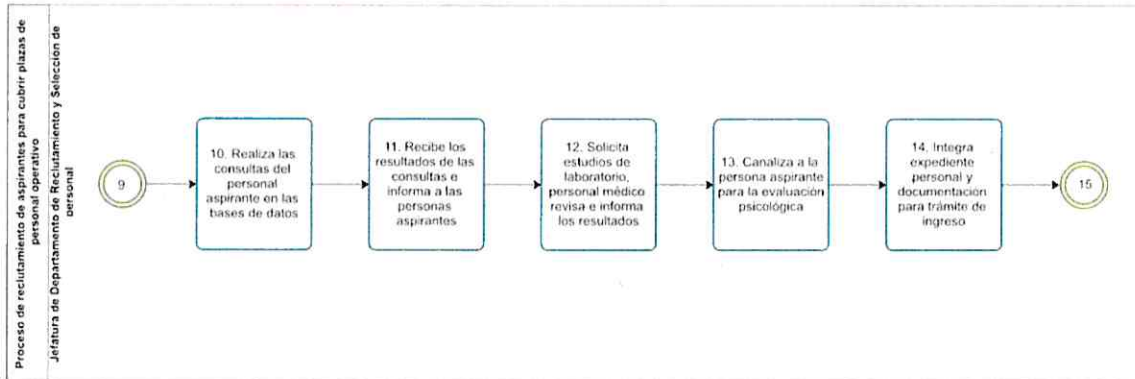 Proceso de reclutamiento de aspirantes para cubrir plazas de
personal operativo
Jefatura de Departamento de Reclutamiento y Selección de
personal
9
10. Realiza las
consultas del
personal
aspirante en las
bases de datos
11. Recibe los
resultados de las
consultas e
informa a las
personas
aspirantes
12. Solicita
estudios de
laboratorio,
personal médico
revisa e informa
los resultados
13. Canaliza a la
persona aspirante
para la evaluación
psicológica
14. Integra
expediente
personal y
documentación
para trámite de
ingreso
15